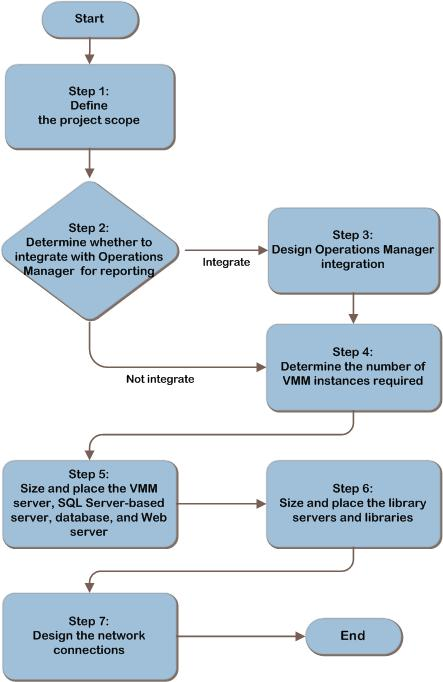 Start
Step 1:
Define
the project scope
Step 2:
Determine whether to
integrate with Operations
Manager for reporting
Integrate
Step 3:
Design Operations Manager
integration
Not integrate
Step 4:
Determine the number of
VMM instances required
Step 5:
Size and place the VMM
server, SQL Server-based
server, database, and Web
server
Step 6:
Size and place the library
servers and libraries
Step 7:
Design the network
connections
End